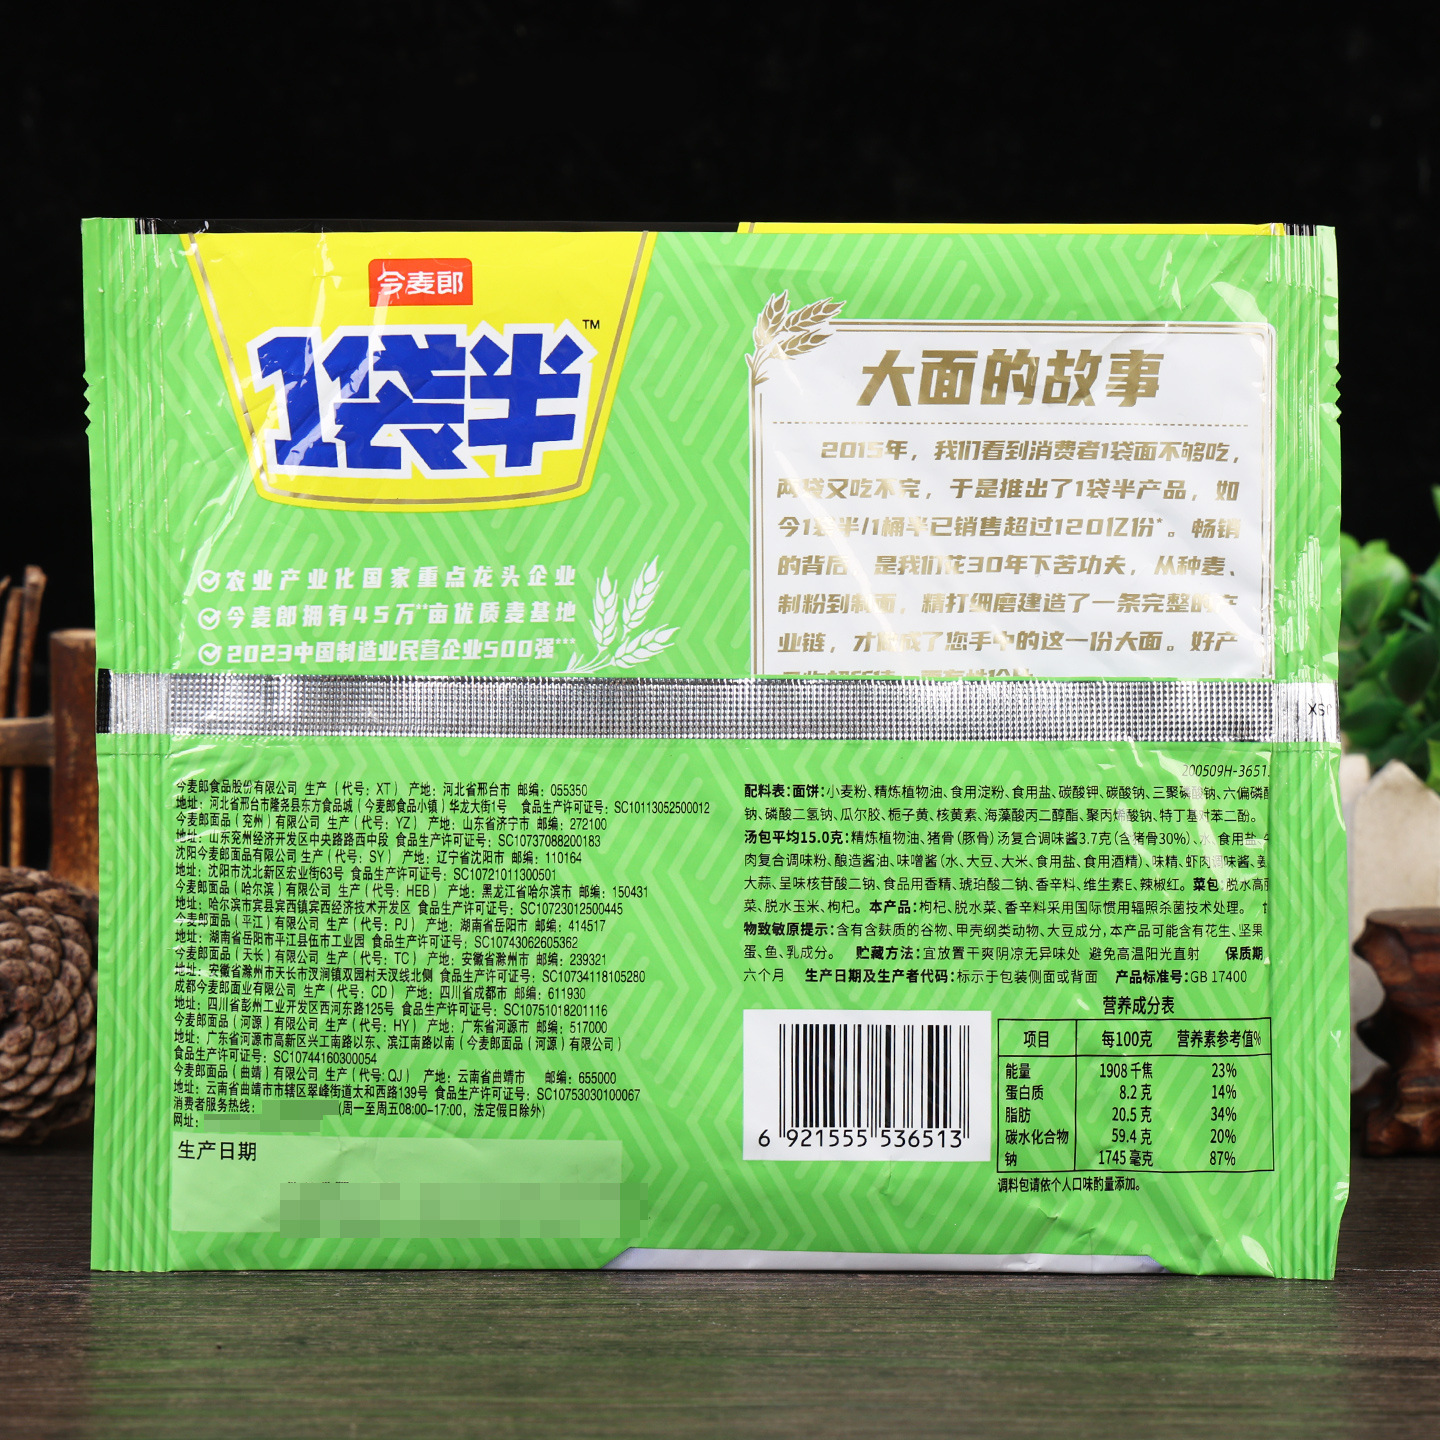 今麦郎
1袋半™
农业产业化国家重点龙头企业
今麦郎拥有45万**亩优质麦基地
2023中国制造业民营企业500强***
大面的故事
2015年，我们看到消费者1袋面不够吃，
两袋又吃不完，于是推出了1袋半产品，如
今1袋半/1桶半已销售超过120亿份*。畅销
的背后，是我们花30年下苦功夫，从种麦、
制粉到制面，精打细磨建造了一条完整的产
业链，才做成了您手中的这一份大面。好产
XSP
200509H-3651
今麦郎食品股份有限公司 生产（代号：XT） 产地：河北省邢台市 邮编：055350
地址：河北省邢台市隆尧县东方食品城（今麦郎食品小镇）华龙大街1号 食品生产许可证号：SC10113052500012
今麦郎面品（兖州）有限公司 生产（代号：YZ） 产地：山东省济宁市 邮编：272100
地址：山东兖州经济开发区中央路路西中段 食品生产许可证号：SC10737088200183
沈阳今麦郎面品有限公司 生产（代号：SY） 产地：辽宁省沈阳市 邮编：110164
地址：沈阳市沈北新区宏业街63号 食品生产许可证号：SC10721011300501
今麦郎面品（哈尔滨）有限公司 生产（代号：HEB） 产地：黑龙江省哈尔滨市 邮编：150431
地址：哈尔滨市宾县宾西镇宾西经济技术开发区 食品生产许可证号：SC10723012500445
今麦郎面品（平江）有限公司 生产（代号：PJ） 产地：湖南省岳阳市 邮编：414517
地址：湖南省岳阳市平江县伍市工业园 食品生产许可证号：SC10743062605362
今麦郎面品（天长）有限公司 生产（代号：TC） 产地：安徽省滁州市 邮编：239321
地址：安徽省滁州市天长市汊涧镇双园村天汊线北侧 食品生产许可证号：SC10734118105280
成都今麦郎面业有限公司 生产（代号：CD） 产地：四川省成都市 邮编：611930
地址：四川省彭州工业开发区西河东路125号 食品生产许可证号：SC10751018201116
今麦郎面品（河源）有限公司 生产（代号：HY） 产地：广东省河源市 邮编：517000
地址：广东省河源市高新区兴工南路以东、滨江南路以南（今麦郎面品（河源）有限公司）
食品生产许可证号：SC10744160300054
今麦郎面品（曲靖）有限公司 生产（代号：QJ） 产地：云南省曲靖市 邮编：655000
地址：云南省曲靖市市辖区翠峰街道太和西路139号 食品生产许可证号：SC10753030100067
消费者服务热线： (周一至周五08:00-17:00，法定假日除外)
网址：
生产日期
配料表：面饼：小麦粉、精炼植物油、食用淀粉、食用盐、碳酸钾、碳酸钠、三聚磷酸钠、六偏磷酸
钠、磷酸二氢钠、瓜尔胶、栀子黄、核黄素、海藻酸丙二醇酯、聚丙烯酸钠、特丁基对苯二酚。
汤包平均15.0克：精炼植物油、猪骨（豚骨）汤复合调味酱3.7克（含猪骨30%）、水、食用盐、
肉复合调味粉、酿造酱油、味噌酱（水、大豆、大米、食用盐、食用酒精）、味精、虾肉调味酱、姜
大蒜、呈味核苷酸二钠、食品用香精、琥珀酸二钠、香辛料、维生素E、辣椒红。菜包：脱水高
菜、脱水玉米、枸杞。本产品：枸杞、脱水菜、香辛料采用国际惯用辐照杀菌技术处理。
物致敏原提示：含有含麸质的谷物、甲壳纲类动物、大豆成分，本产品可能含有花生、坚果
蛋、鱼、乳成分。 贮藏方法：宜放置干爽阴凉无异味处 避免高温阳光直射 保质期
六个月 生产日期及生产者代码：标示于包装侧面或背面 产品标准号：GB 17400
营养成分表
项目 每100克 营养素参考值%
能量 1908千焦 23%
蛋白质 8.2克 14%
脂肪 20.5克 34%
碳水化合物 59.4克 20%
钠 1745毫克 87%
调料包请依个人口味酌量添加。
6 921555 536513